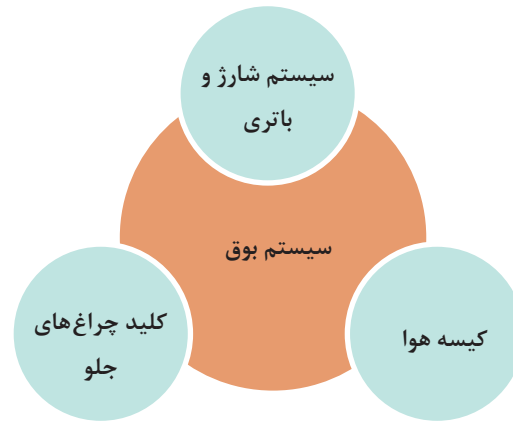 سیستم شارژ و
باتری
سیستم بوق
کیسه هوا
کلید چراغ‌های
جلو